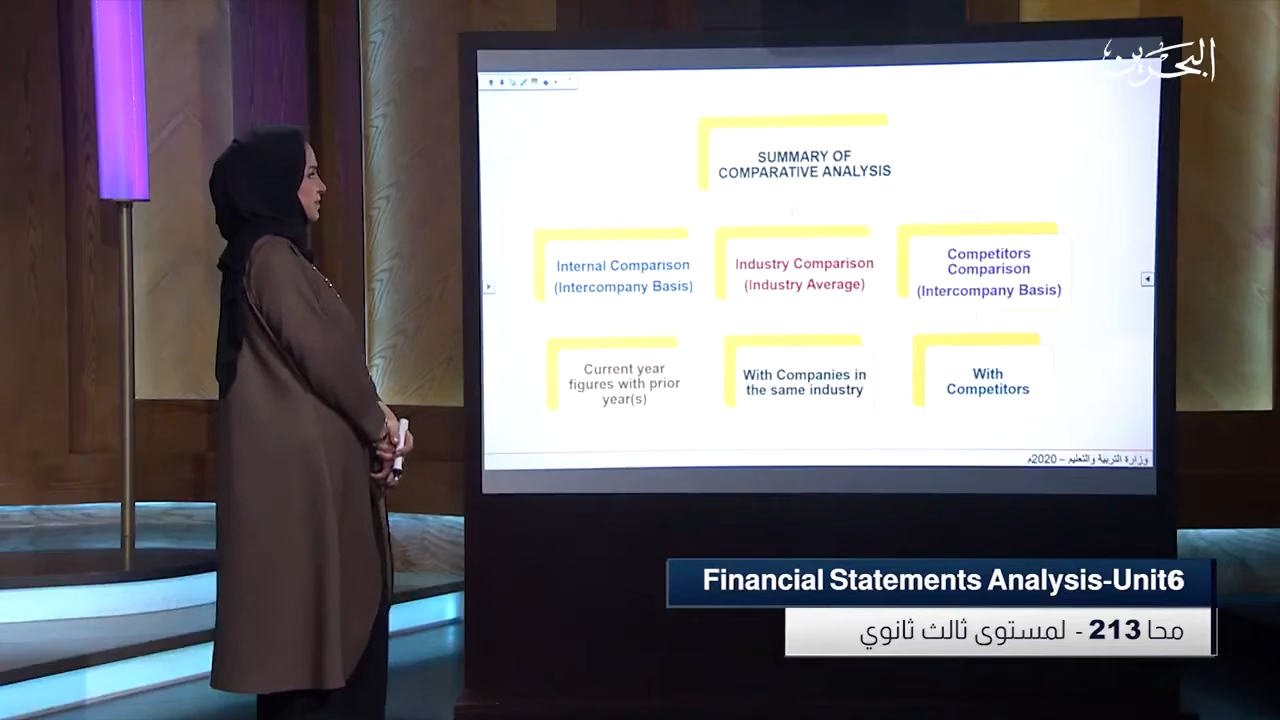 البحرين
SUMMARY OF
COMPARATIVE ANALYSIS
Internal Comparison
(Intercompany Basis)
Industry Comparison
(Industry Average)
Competitors
Comparison
(Intercompany Basis)
Current year
figures with prior
year(s)
With Companies in
the same industry
With
Competitors
وزارة التربية والتعليم – 2020م
Financial Statements Analysis-Unit6
محا 213 - لمستوى ثالث ثانوي